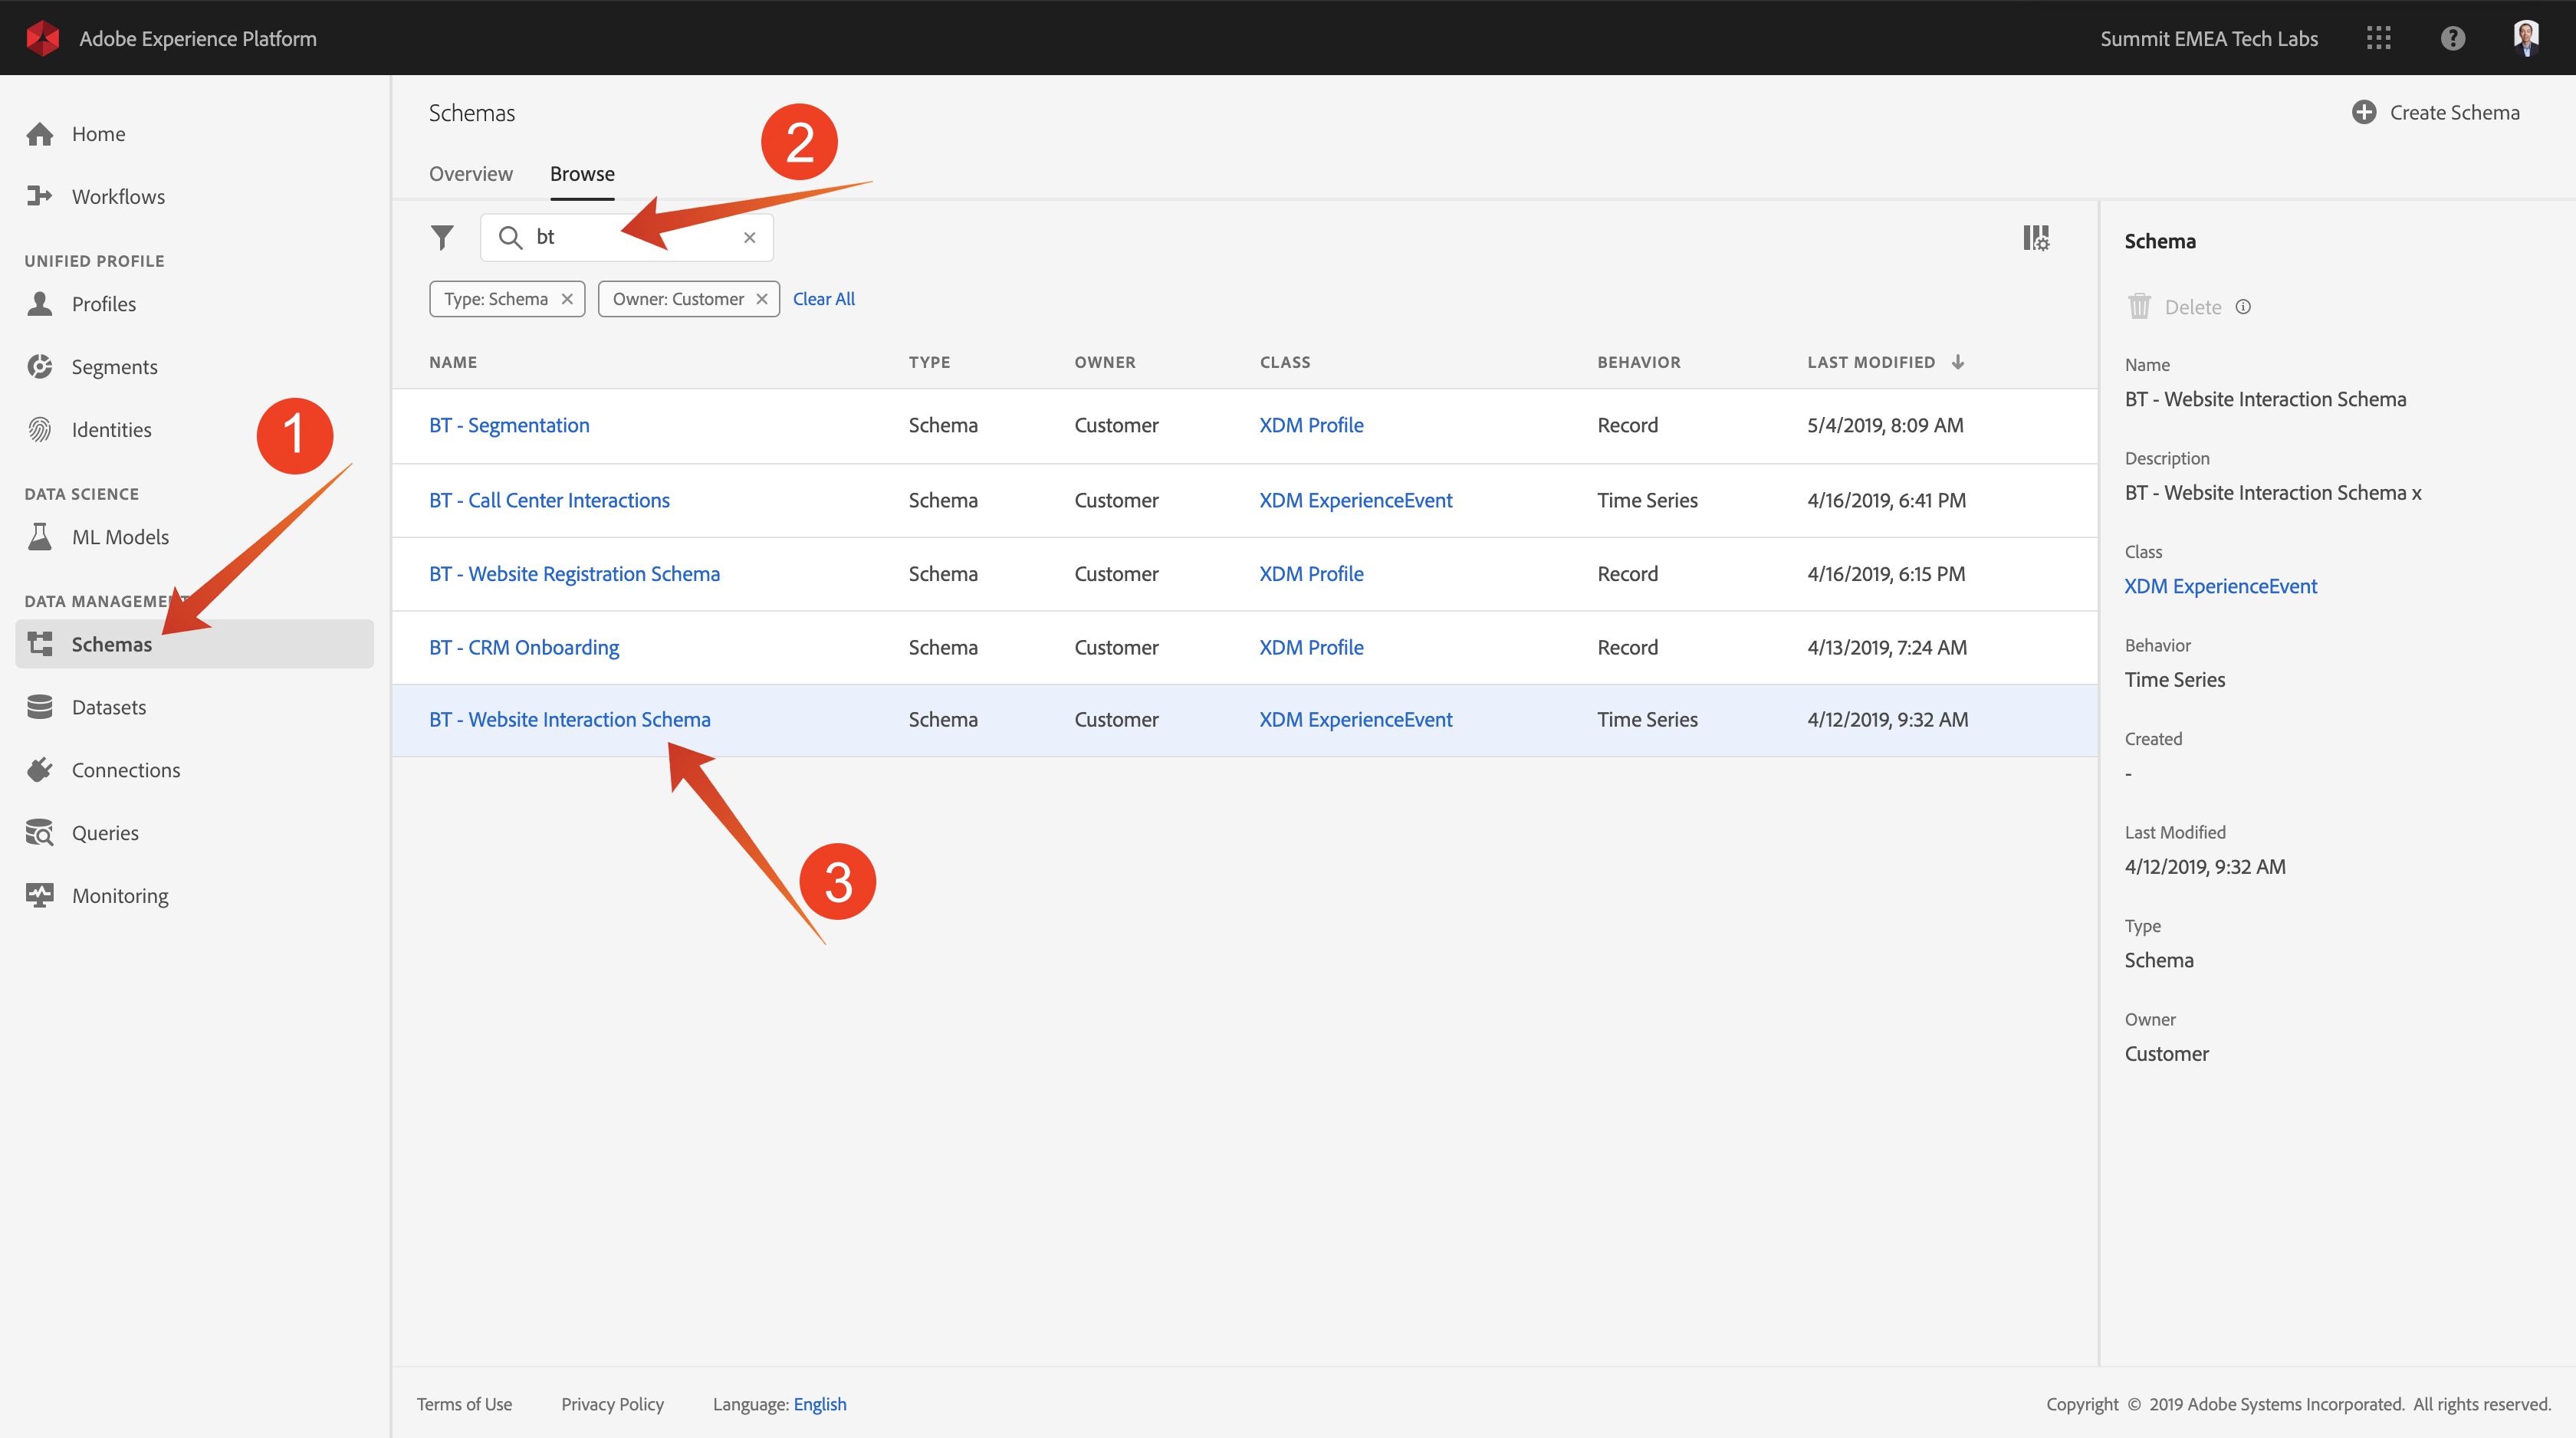 Adobe Experience Platform
Summit EMEA Tech Labs
?
Home
Workflows
UNIFIED PROFILE
Profiles
Segments
Identities
DATA SCIENCE
ML Models
DATA MANAGEMENT
Schemas
Datasets
Connections
Queries
Monitoring
1
Schemas
Create Schema
2
Overview Browse
bt
Type: Schema Owner: Customer Clear All
NAME TYPE OWNER CLASS BEHAVIOR LAST MODIFIED
BT - Segmentation Schema Customer XDM Profile Record 5/4/2019, 8:09 AM
BT - Call Center Interactions Schema Customer XDM ExperienceEvent Time Series 4/16/2019, 6:41 PM
BT - Website Registration Schema Schema Customer XDM Profile Record 4/16/2019, 6:15 PM
BT - CRM Onboarding Schema Customer XDM Profile Record 4/13/2019, 7:24 AM
BT - Website Interaction Schema Schema Customer XDM ExperienceEvent Time Series 4/12/2019, 9:32 AM
3
Schema
Delete
Name
BT - Website Interaction Schema
Description
BT - Website Interaction Schema x
Class
XDM ExperienceEvent
Behavior
Time Series
Created
-
Last Modified
4/12/2019, 9:32 AM
Type
Schema
Owner
Customer
Terms of Use Privacy Policy Language: English
Copyright © 2019 Adobe Systems Incorporated. All rights reserved.